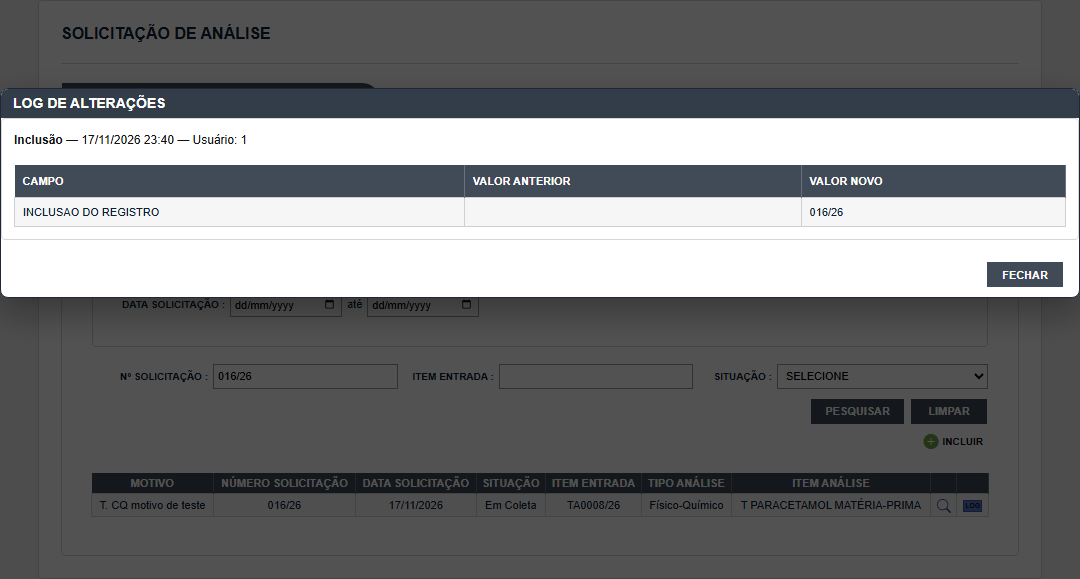 SOLICITAÇÃO DE ANÁLISE
LOG DE ALTERAÇÕES
Inclusão — 17/11/2026 23:40 — Usuário: 1
CAMPO VALOR ANTERIOR VALOR NOVO
INCLUSAO DO REGISTRO 016/26
FECHAR
DATA SOLICITAÇÃO : dd/mm/yyyy até dd/mm/yyyy
Nº SOLICITAÇÃO : 016/26 ITEM ENTRADA : SITUAÇÃO : SELECIONE
PESQUISAR LIMPAR
INCLUIR
MOTIVO NÚMERO SOLICITAÇÃO DATA SOLICITAÇÃO SITUAÇÃO ITEM ENTRADA TIPO ANÁLISE ITEM ANÁLISE
T. CQ motivo de teste 016/26 17/11/2026 Em Coleta TA0008/26 Físico-Químico T PARACETAMOL MATÉRIA-PRIMA LOG